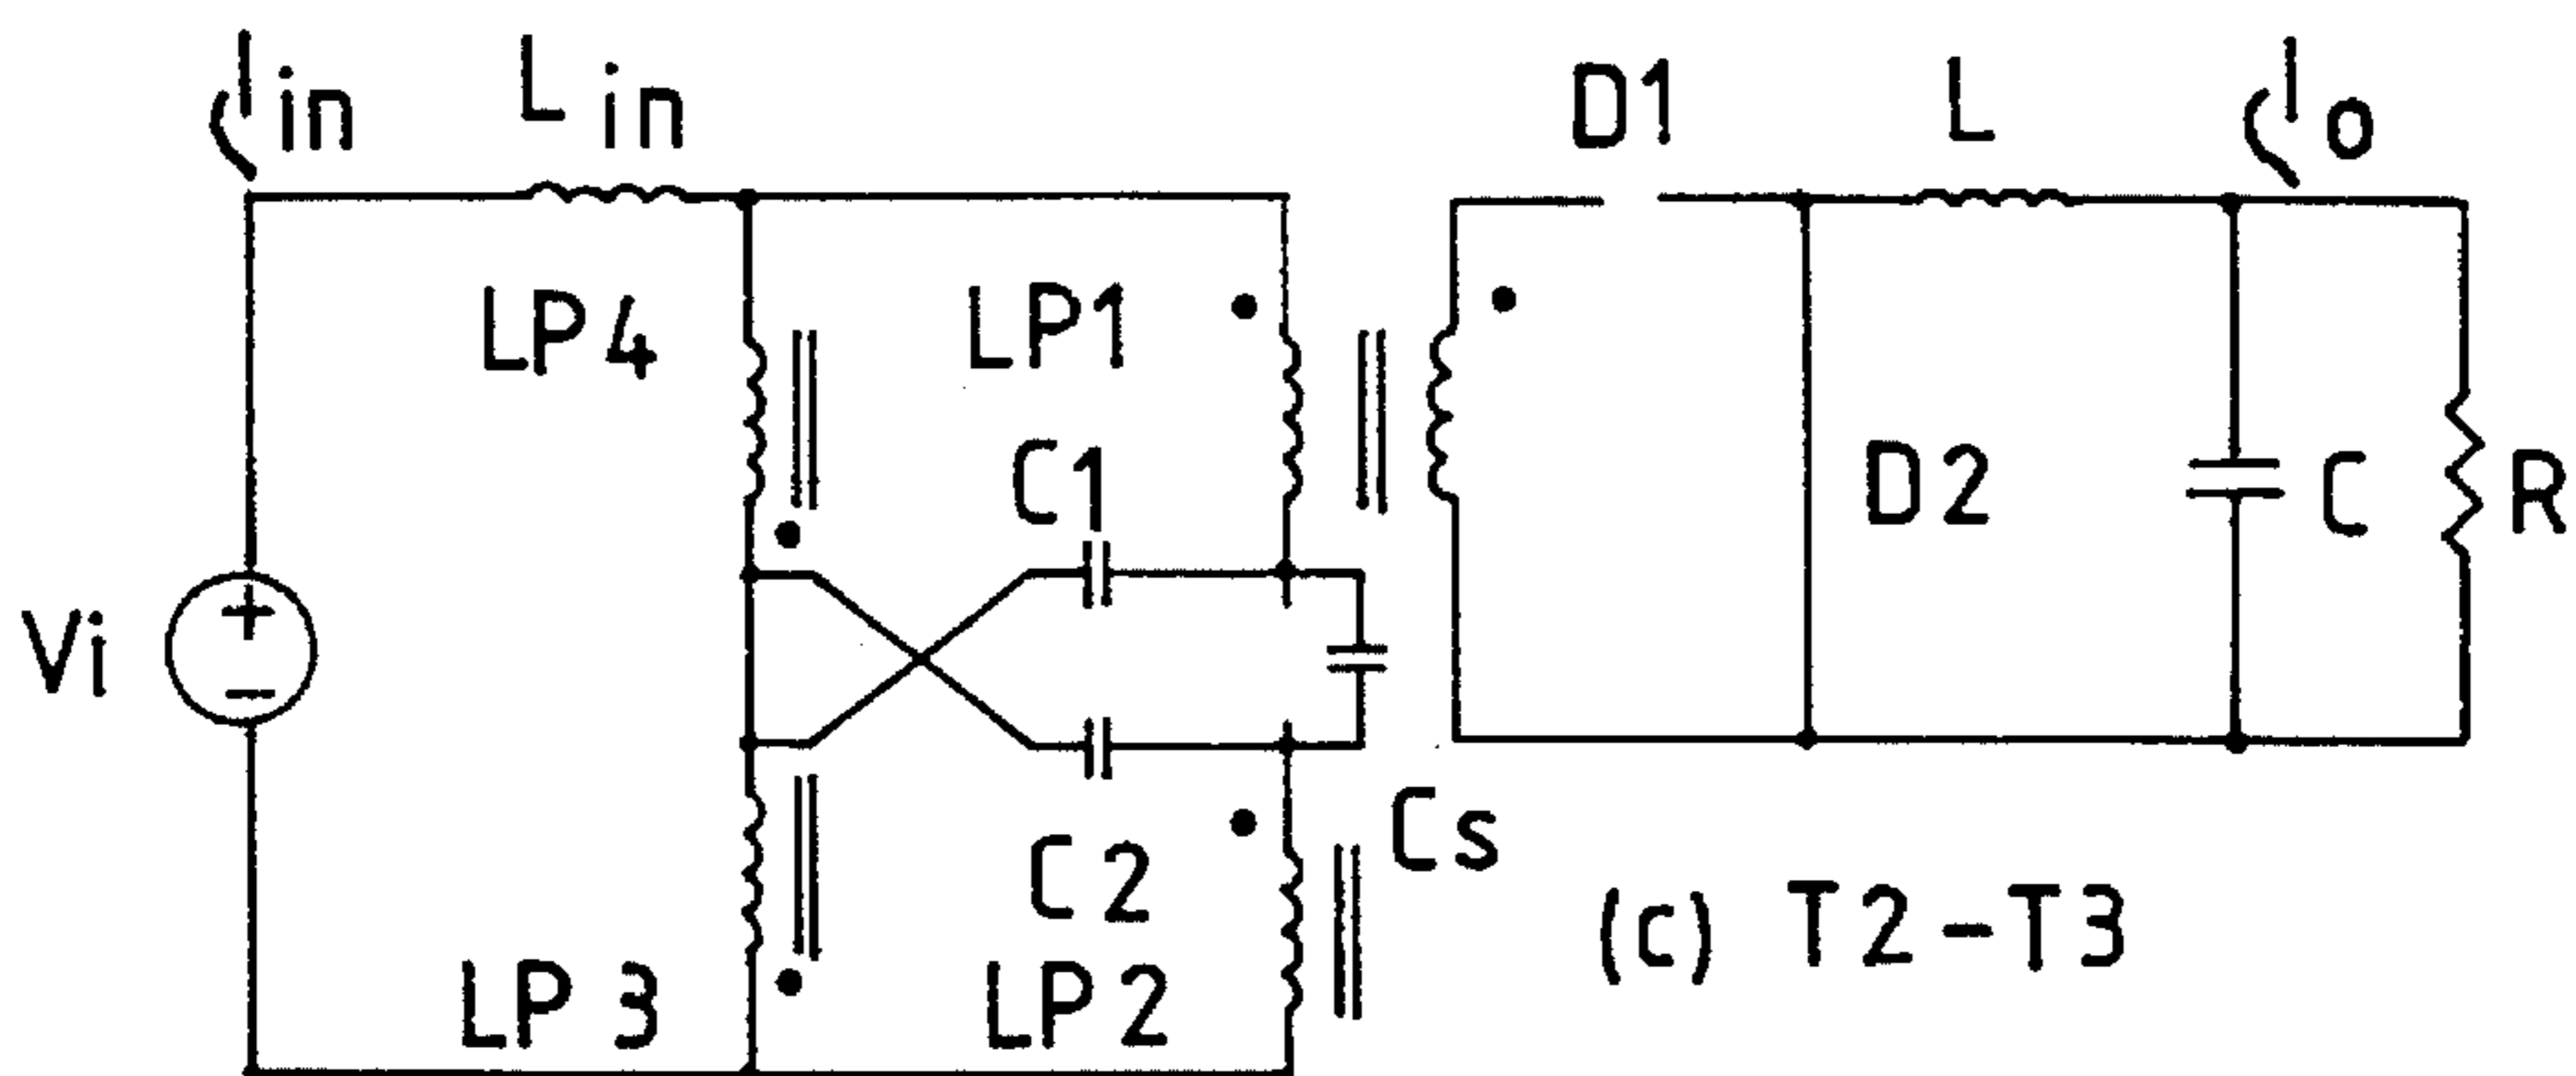 Iin
Lin
D1
L
Io
LP4
LP1
C1
D2
C
R
Vi
+
−
C2
Cs
LP3
LP2
(c) T2-T3